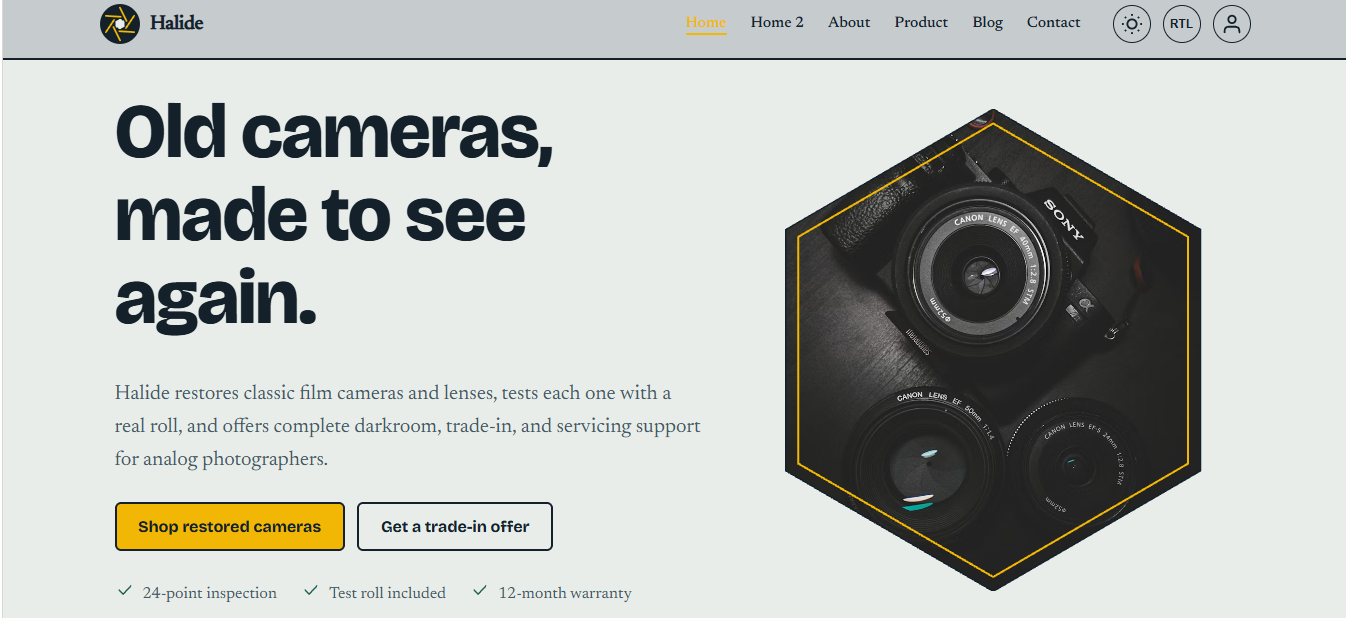 Halide
Home Home 2 About Product Blog Contact RTL
Old cameras,
made to see
again.
Halide restores classic film cameras and lenses, tests each one with a
real roll, and offers complete darkroom, trade-in, and servicing support
for analog photographers.
Shop restored cameras Get a trade-in offer
24-point inspection Test roll included 12-month warranty
SONY
CANON LENS EF 40mm 1:2.8 STM
Ø52mm
α
CANON LENS EF 50mm 1:1.4
CANON LENS EF-S 24mm 1:2.8 STM
Ø52mm